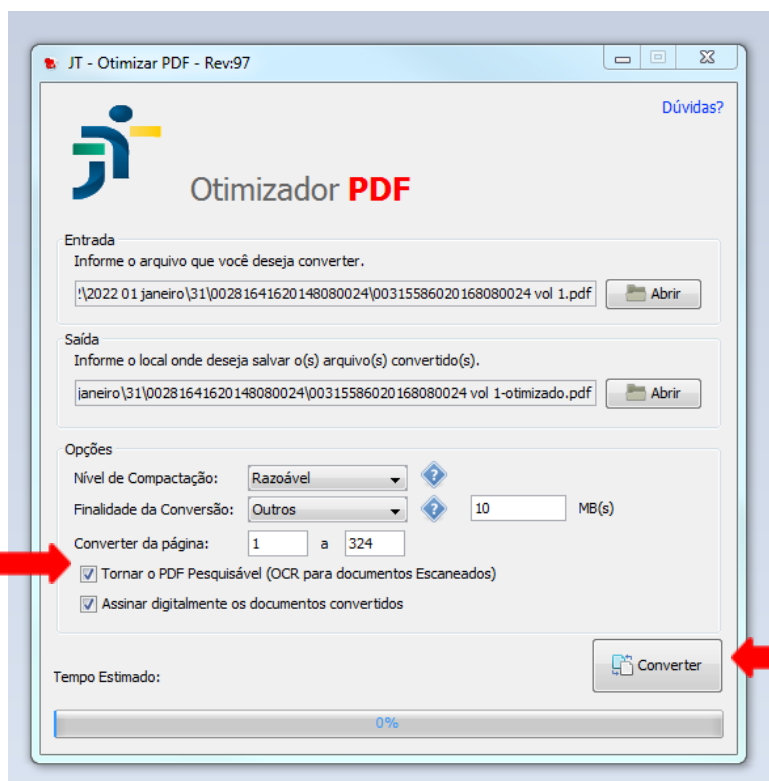 JT - Otimizar PDF - Rev:97
Dúvidas?
Otimizador PDF
Entrada
Informe o arquivo que você deseja converter.
:\2022 01 janeiro\31\00281641620148080024\00315586020168080024 vol 1.pdf Abrir
Saída
Informe o local onde deseja salvar o(s) arquivo(s) convertido(s).
janeiro\31\00281641620148080024\00315586020168080024 vol 1-otimizado.pdf Abrir
Opções
Nível de Compactação: Razoável
Finalidade da Conversão: Outros 10 MB(s)
Converter da página: 1 a 324
Tornar o PDF Pesquisável (OCR para documentos Escaneados)
Assinar digitalmente os documentos convertidos
Converter
Tempo Estimado:
0%